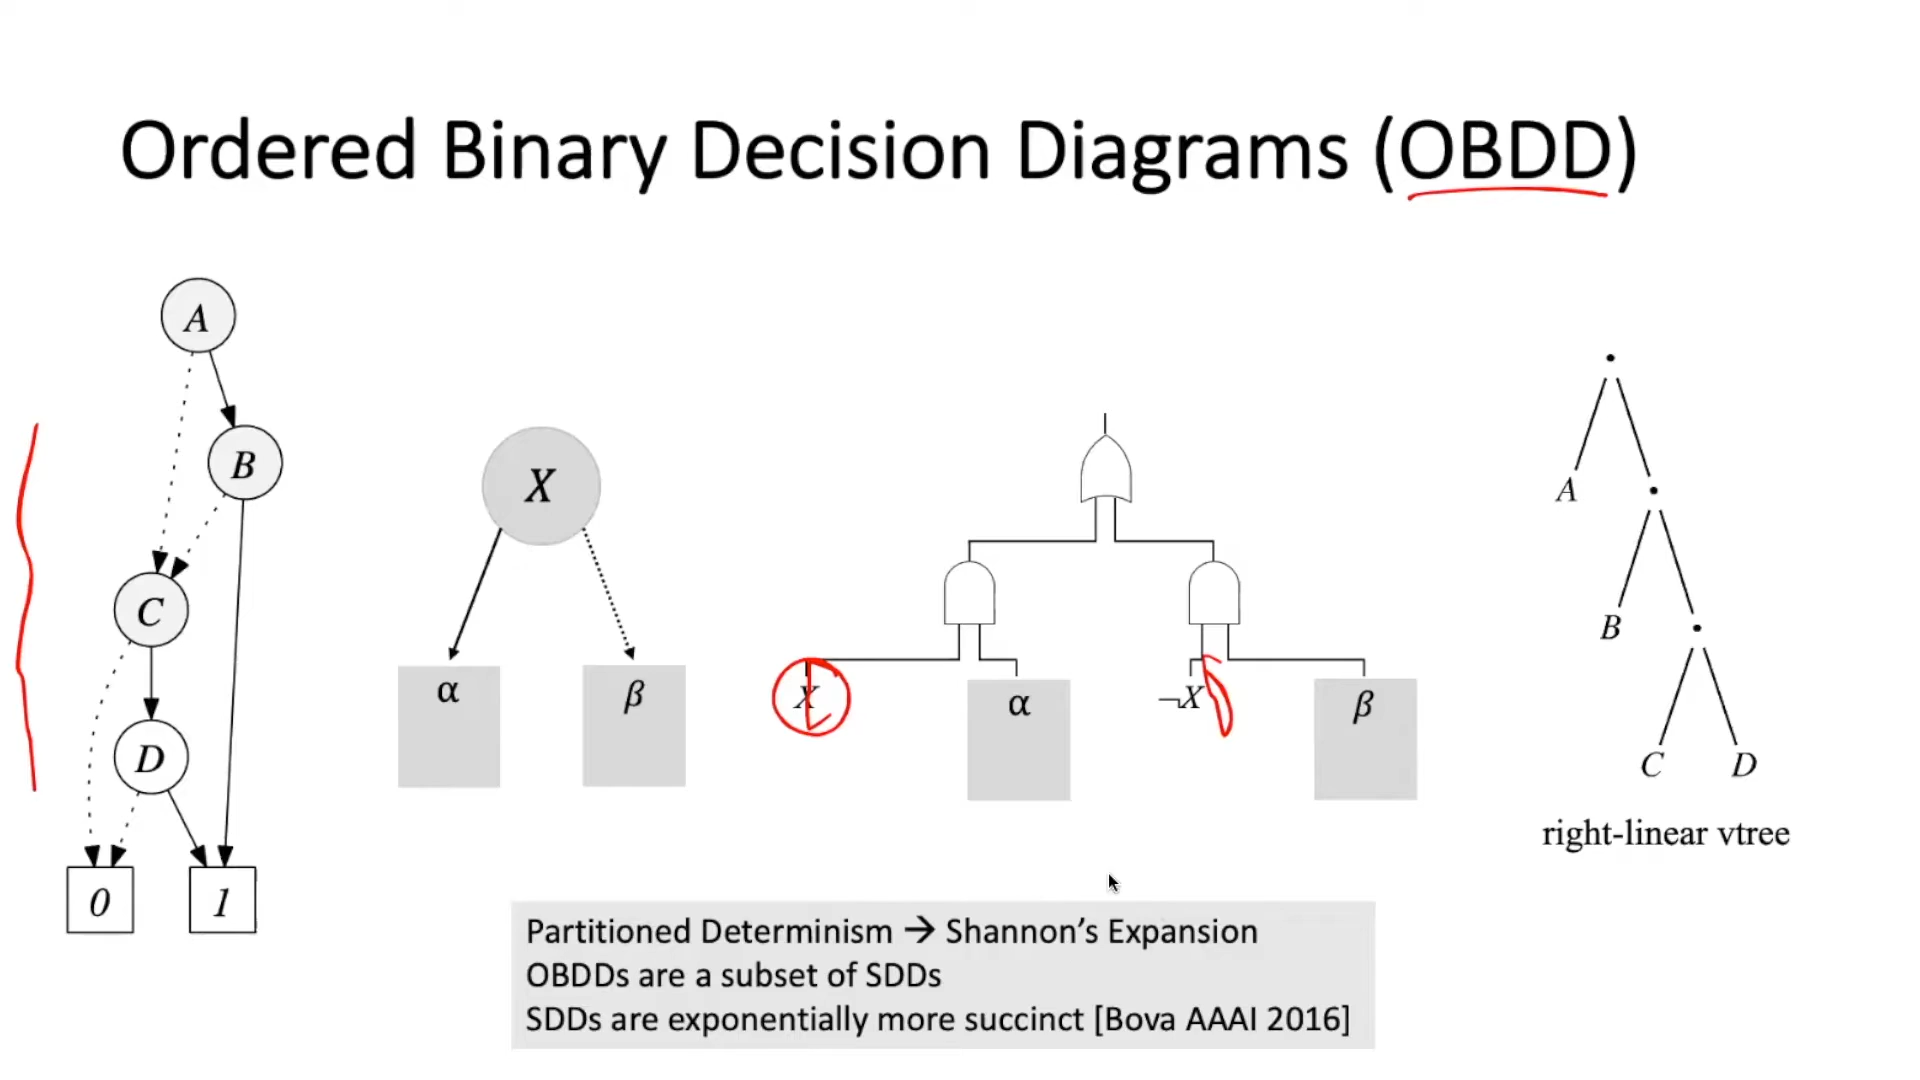 Ordered Binary Decision Diagrams (OBDD)
A
B
C
D
0 1
X
α β
X α ¬X β
A
B
C D
right-linear vtree
Partitioned Determinism → Shannon's Expansion
OBDDs are a subset of SDDs
SDDs are exponentially more succinct [Bova AAAI 2016]